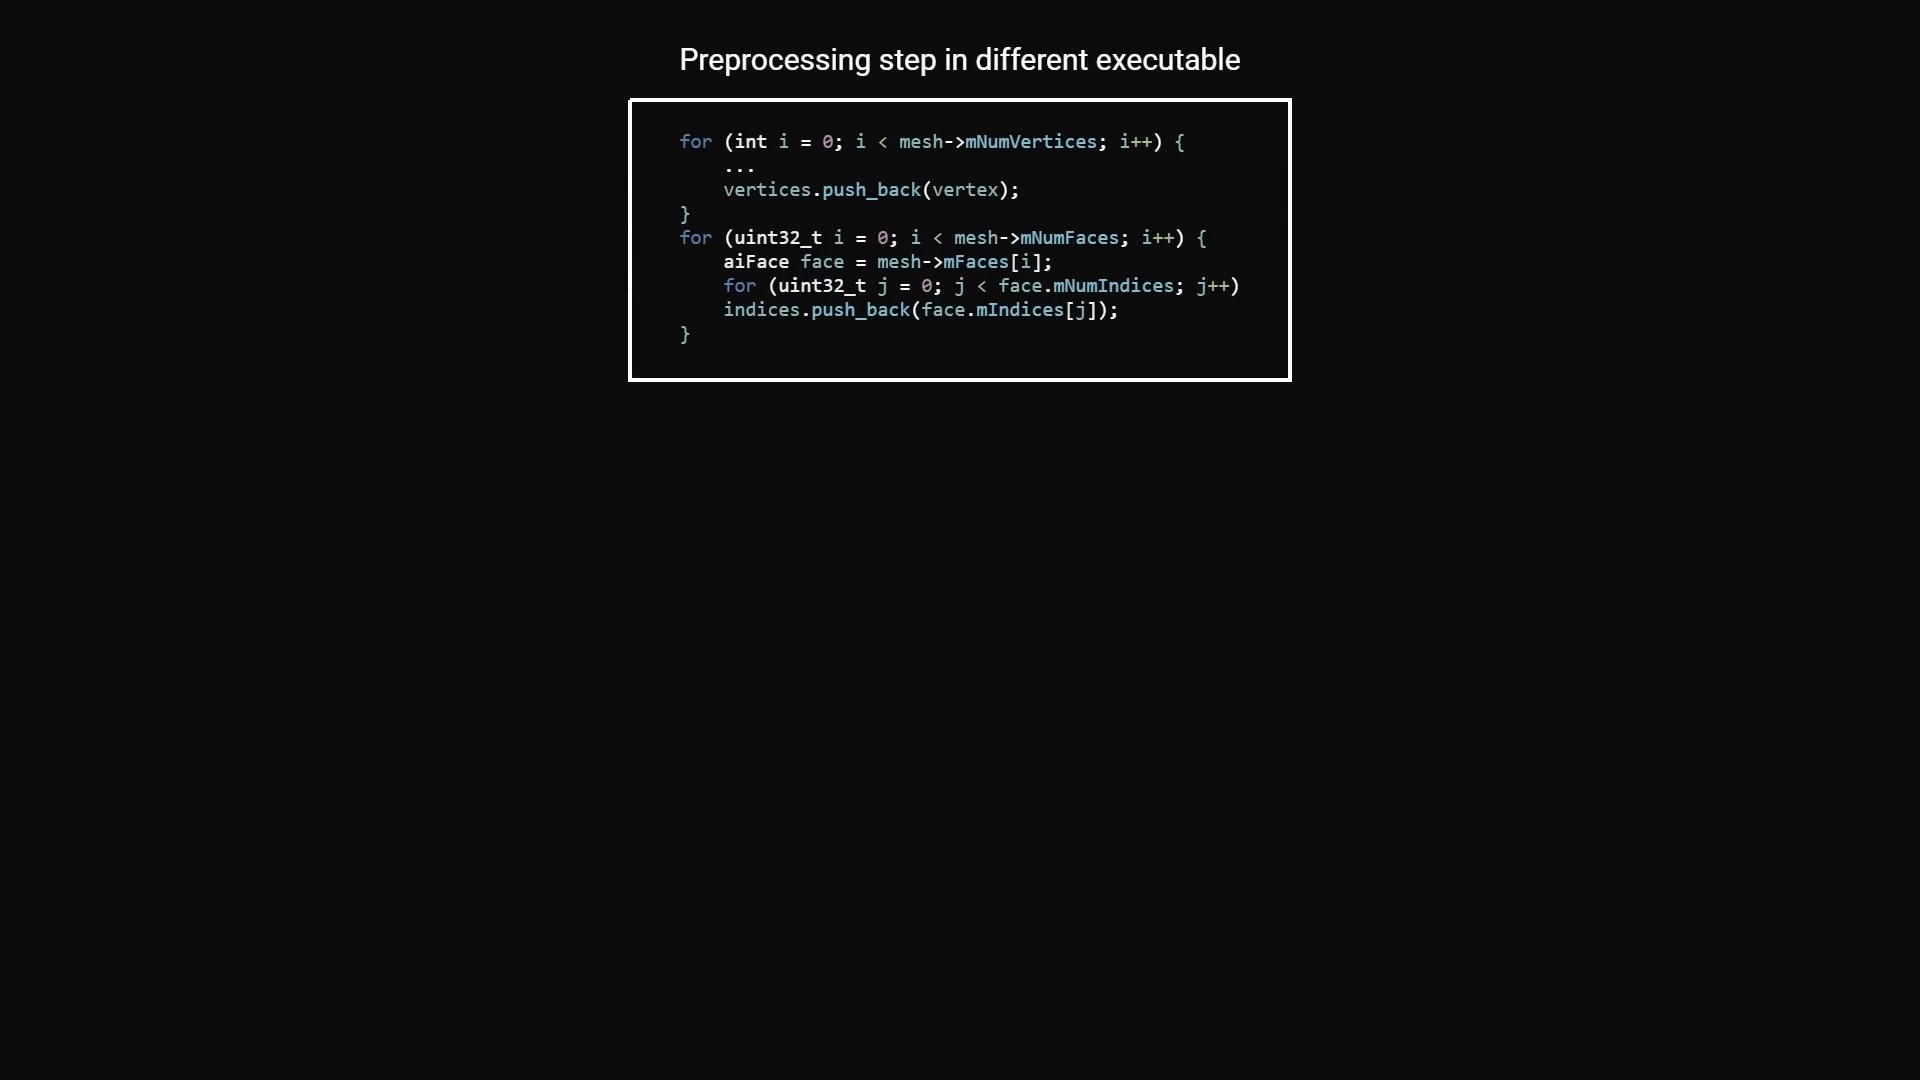 Preprocessing step in different executable
for (int i = 0; i < mesh->mNumVertices; i++) {
    ...
    vertices.push_back(vertex);
}
for (uint32_t i = 0; i < mesh->mNumFaces; i++) {
    aiFace face = mesh->mFaces[i];
    for (uint32_t j = 0; j < face.mNumIndices; j++)
    indices.push_back(face.mIndices[j]);
}